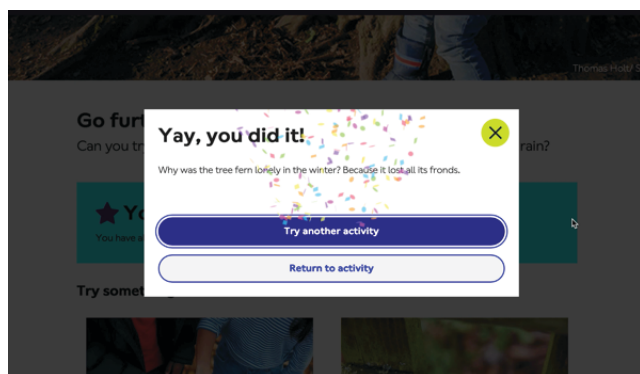 Thomas Holt/ S
Go furt
Can you tr
rain?
Yay, you did it!
Why was the tree fern lonely in the winter? Because it lost all its fronds.
Yo
You have a
Try another activity
Return to activity
Try somet